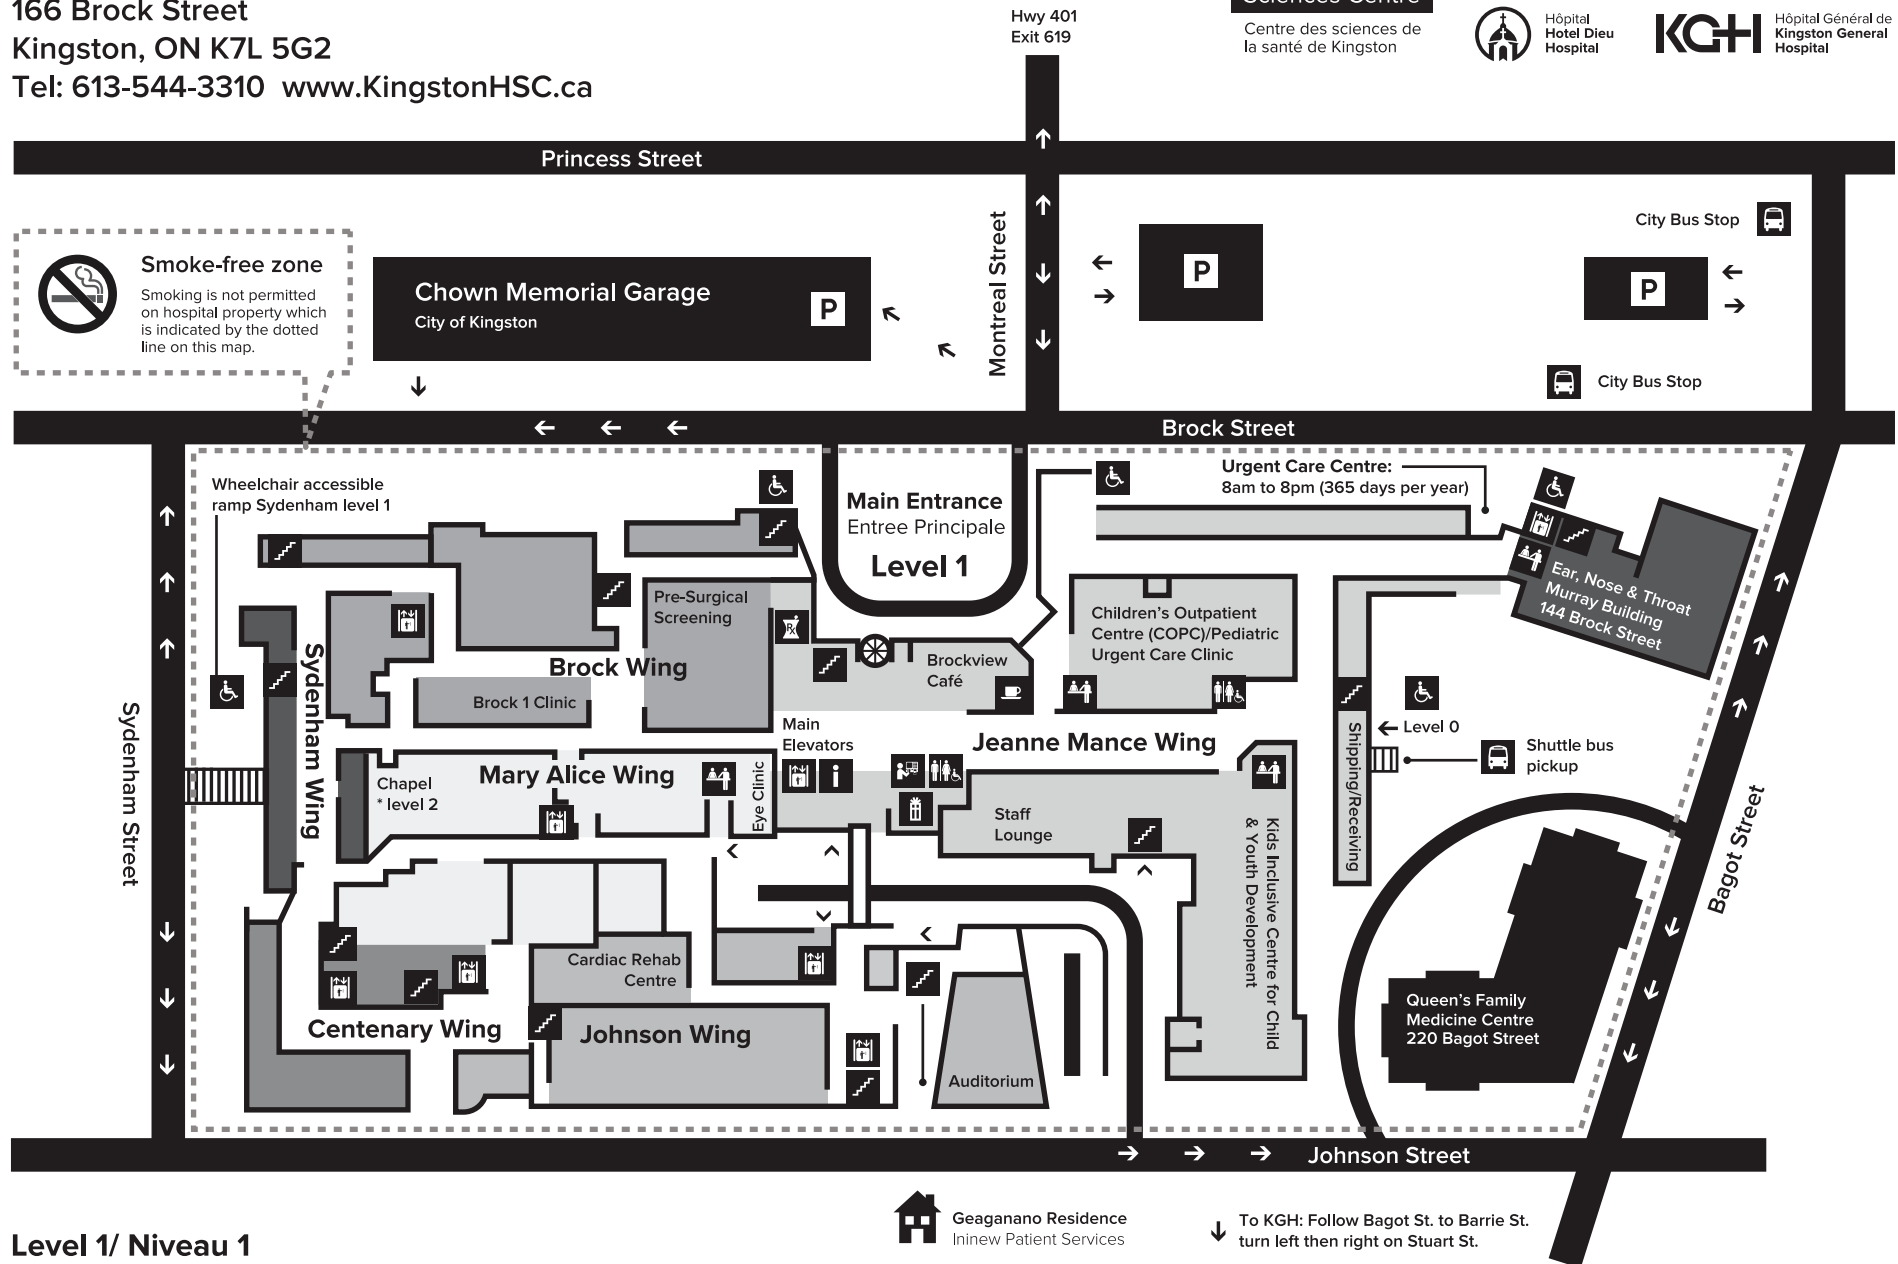 166 Brock Street
Kingston, ON K7L 5G2
Tel: 613-544-3310  www.KingstonHSC.ca
Hwy 401
Exit 619
Centre des sciences de
la santé de Kingston
Hôpital
Hotel Dieu
Hospital
KGH
Hôpital Général de
Kingston General
Hospital
Princess Street
Smoke-free zone
Smoking is not permitted
on hospital property which
is indicated by the dotted
line on this map.
Chown Memorial Garage
City of Kingston
P
Montreal Street
P
City Bus Stop
P
City Bus Stop
Brock Street
Wheelchair accessible
ramp Sydenham level 1
Main Entrance
Entree Principale
Level 1
Urgent Care Centre:
8am to 8pm (365 days per year)
Ear, Nose & Throat
Murray Building
144 Brock Street
Pre-Surgical
Screening
Rx
Children's Outpatient
Centre (COPC)/Pediatric
Urgent Care Clinic
Brock Wing
Brockview
Café
Brock 1 Clinic
Sydenham Wing
Sydenham Street
Main
Elevators
Jeanne Mance Wing
Level 0
Shipping/Receiving
Shuttle bus
pickup
Mary Alice Wing
Chapel
* level 2
Eye Clinic
i
Staff
Lounge
Kids Inclusive Centre for Child
& Youth Development
Bagot Street
Cardiac Rehab
Centre
Centenary Wing
Johnson Wing
Auditorium
Queen's Family
Medicine Centre
220 Bagot Street
Johnson Street
Geaganano Residence
Ininew Patient Services
To KGH: Follow Bagot St. to Barrie St.
turn left then right on Stuart St.
Level 1/ Niveau 1